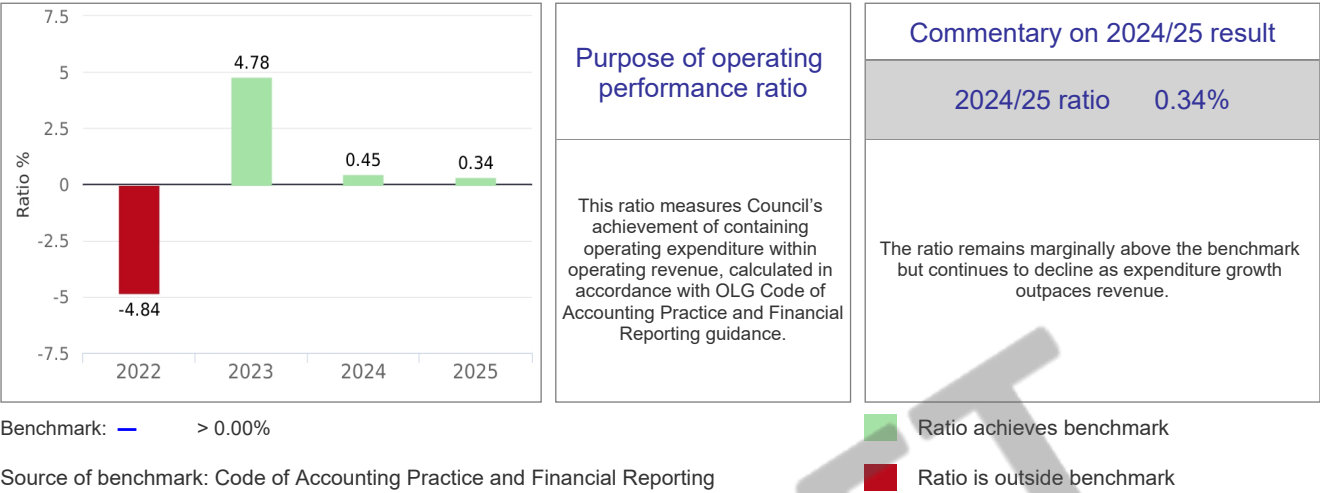 7.5
5
2.5
0
-2.5
-5
-7.5
Ratio %
-4.84
4.78
0.45
0.34
2022
2023
2024
2025
Purpose of operating
performance ratio
This ratio measures Council’s
achievement of containing
operating expenditure within
operating revenue, calculated in
accordance with OLG Code of
Accounting Practice and Financial
Reporting guidance.
Commentary on 2024/25 result
2024/25 ratio 0.34%
The ratio remains marginally above the benchmark
but continues to decline as expenditure growth
outpaces revenue.
Benchmark: > 0.00%
Source of benchmark: Code of Accounting Practice and Financial Reporting
Ratio achieves benchmark
Ratio is outside benchmark
T